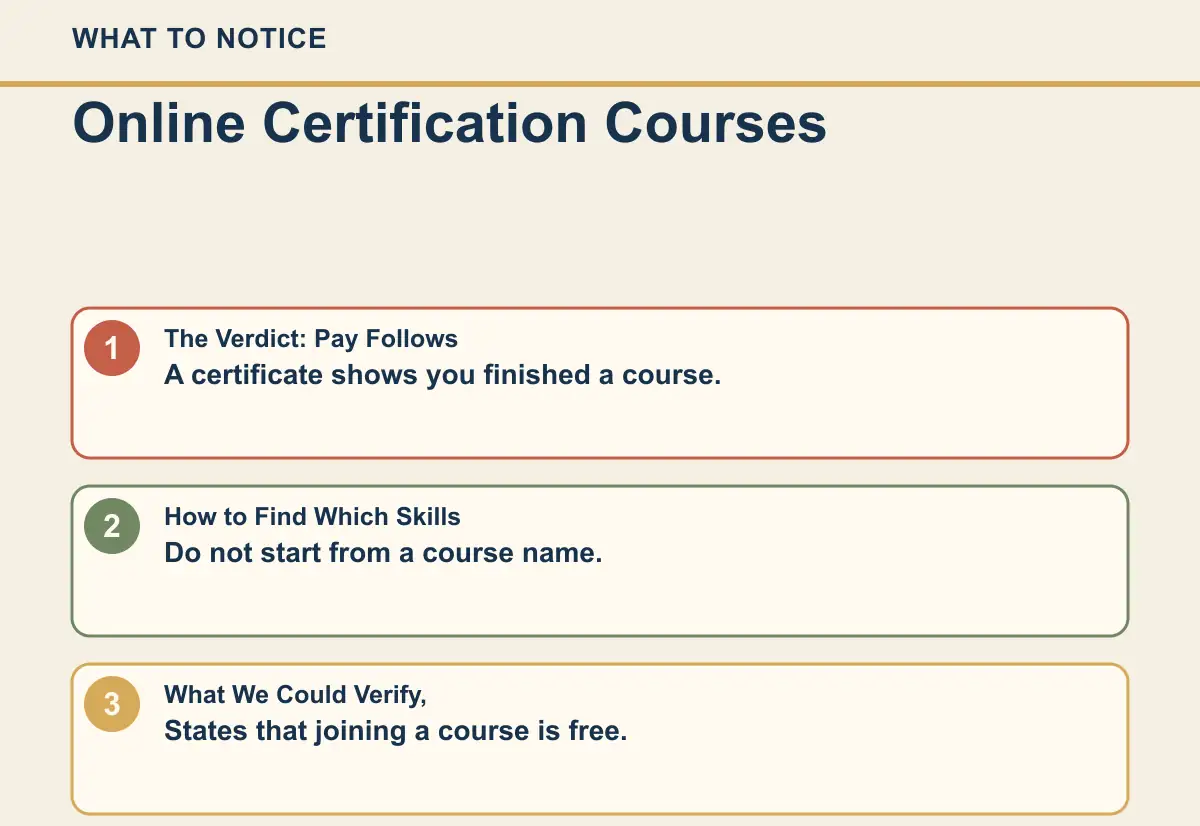 WHAT TO NOTICE
Online Certification Courses
1
The Verdict: Pay Follows
A certificate shows you finished a course.
2
How to Find Which Skills
Do not start from a course name.
3
What We Could Verify,
States that joining a course is free.